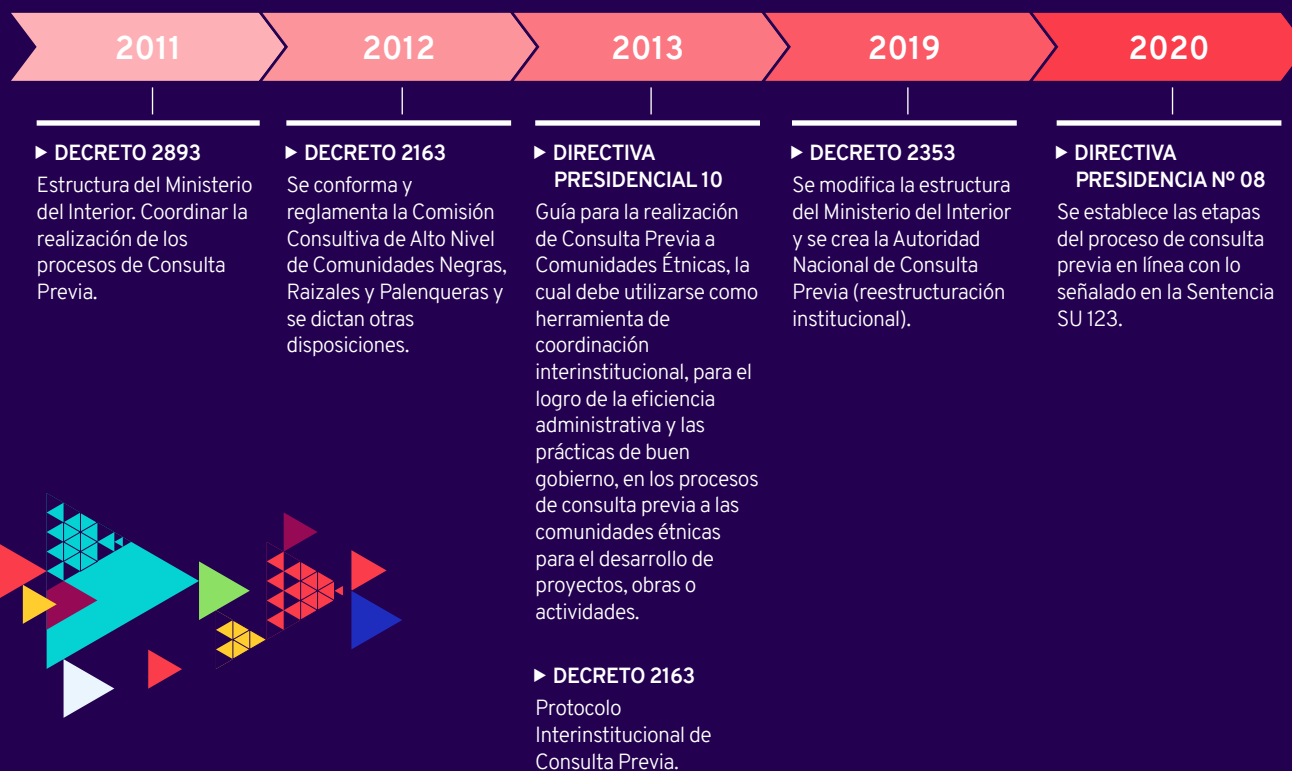 2011
2012
2013
2019
2020
▶ DECRETO 2893
Estructura del Ministerio
del Interior. Coordinar la
realización de los
procesos de Consulta
Previa.
▶ DECRETO 2163
Se conforma y
reglamenta la Comisión
Consultiva de Alto Nivel
de Comunidades Negras,
Raizales y Palenqueras y
se dictan otras
disposiciones.
▶ DIRECTIVA
PRESIDENCIAL 10
Guía para la realización
de Consulta Previa a
Comunidades Étnicas, la
cual debe utilizarse como
herramienta de
coordinación
interinstitucional, para el
logro de la eficiencia
administrativa y las
prácticas de buen
gobierno, en los procesos
de consulta previa a las
comunidades étnicas
para el desarrollo de
proyectos, obras o
actividades.
▶ DECRETO 2163
Protocolo
Interinstitucional de
Consulta Previa.
▶ DECRETO 2353
Se modifica la estructura
del Ministerio del Interior
y se crea la Autoridad
Nacional de Consulta
Previa (reestructuración
institucional).
▶ DIRECTIVA
PRESIDENCIA Nº 08
Se establece las etapas
del proceso de consulta
previa en línea con lo
señalado en la Sentencia
SU 123.